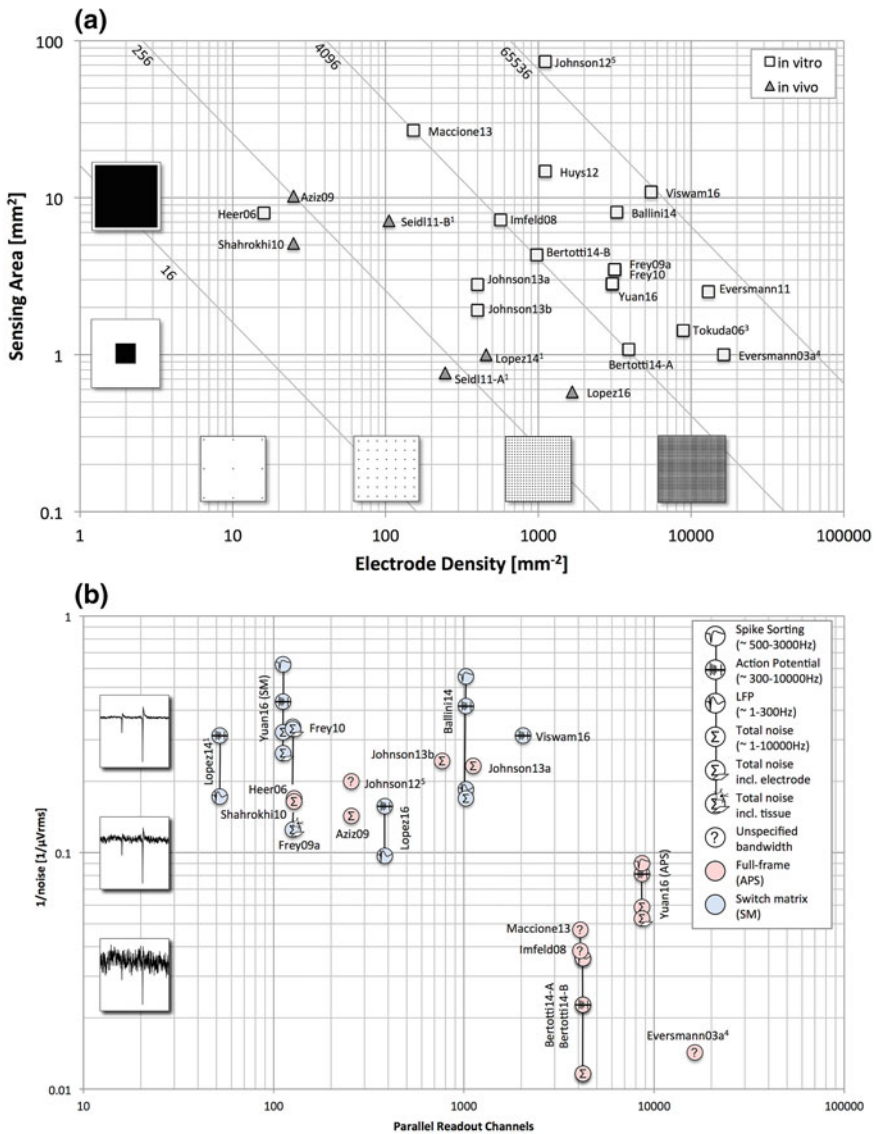 (a)
100
10
1
0.1
Sensing Area [mm²]
256
4096
65536
16
in vitro
in vivo
Johnson12⁵
Maccione13
Huys12
Aziz09
Viswam16
Heer06
Seidl11-B¹
Imfeld08
Ballini14
Shahrokhi10
Bertotti14-B
Frey09a
Frey10
Johnson13a
Yuan16
Eversmann11
Johnson13b
Tokuda06³
Lopez14¹
Bertotti14-A
Eversmann03a⁴
Seidl11-A¹
Lopez16
1
10
100
1000
10000
100000
Electrode Density [mm⁻²]
(b)
1
0.1
0.01
1/noise [1/μVrms]
Lopez14¹
Yuan16 (SM)
Frey10
Heer06
Shahrokhi10
Frey09a
Johnson12⁵
Aziz09
Lopez16
Johnson13b
Ballini14
Johnson13a
Viswam16
Yuan16 (APS)
Maccione13
Imfeld08
Bertotti14-A
Bertotti14-B
Eversmann03a⁴
Spike Sorting
(~ 500-3000Hz)
Action Potential
(~ 300-10000Hz)
LFP
(~ 1-300Hz)
Σ Total noise
(~ 1-10000Hz)
Total noise
incl. electrode
Total noise
incl. tissue
? Unspecified
bandwidth
Full-frame
(APS)
Switch matrix
(SM)
10
100
1000
10000
100000
Parallel Readout Channels